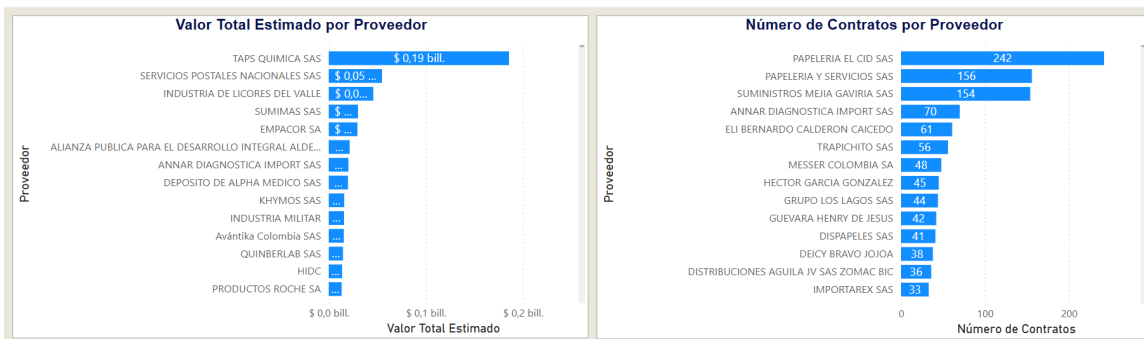 Valor Total Estimado por Proveedor
TAPS QUIMICA SAS $ 0,19 bill.
SERVICIOS POSTALES NACIONALES SAS $ 0,05 ...
INDUSTRIA DE LICORES DEL VALLE $ 0,0...
SUMIMAS SAS $ ...
EMPACOR SA $ ...
ALIANZA PUBLICA PARA EL DESARROLLO INTEGRAL ALDE... ...
ANNAR DIAGNOSTICA IMPORT SAS ...
DEPOSITO DE ALPHA MEDICO SAS ...
KHYMOS SAS ...
INDUSTRIA MILITAR ...
Avántika Colombia SAS ...
QUINBERLAB SAS ...
HIDC ...
PRODUCTOS ROCHE SA ...
Proveedor
$ 0,0 bill. $ 0,1 bill. $ 0,2 bill.
Valor Total Estimado
Número de Contratos por Proveedor
PAPELERIA EL CID SAS 242
PAPELERIA Y SERVICIOS SAS 156
SUMINISTROS MEJIA GAVIRIA SAS 154
ANNAR DIAGNOSTICA IMPORT SAS 70
ELI BERNARDO CALDERON CAICEDO 61
TRAPICHITO SAS 56
MESSER COLOMBIA SA 48
HECTOR GARCIA GONZALEZ 45
GRUPO LOS LAGOS SAS 44
GUEVARA HENRY DE JESUS 42
DISPAPELES SAS 41
DEICY BRAVO JOJOA 38
DISTRIBUCIONES AGUILA JV SAS ZOMAC BIC 36
IMPORTAREX SAS 33
Proveedor
0 100 200
Número de Contratos